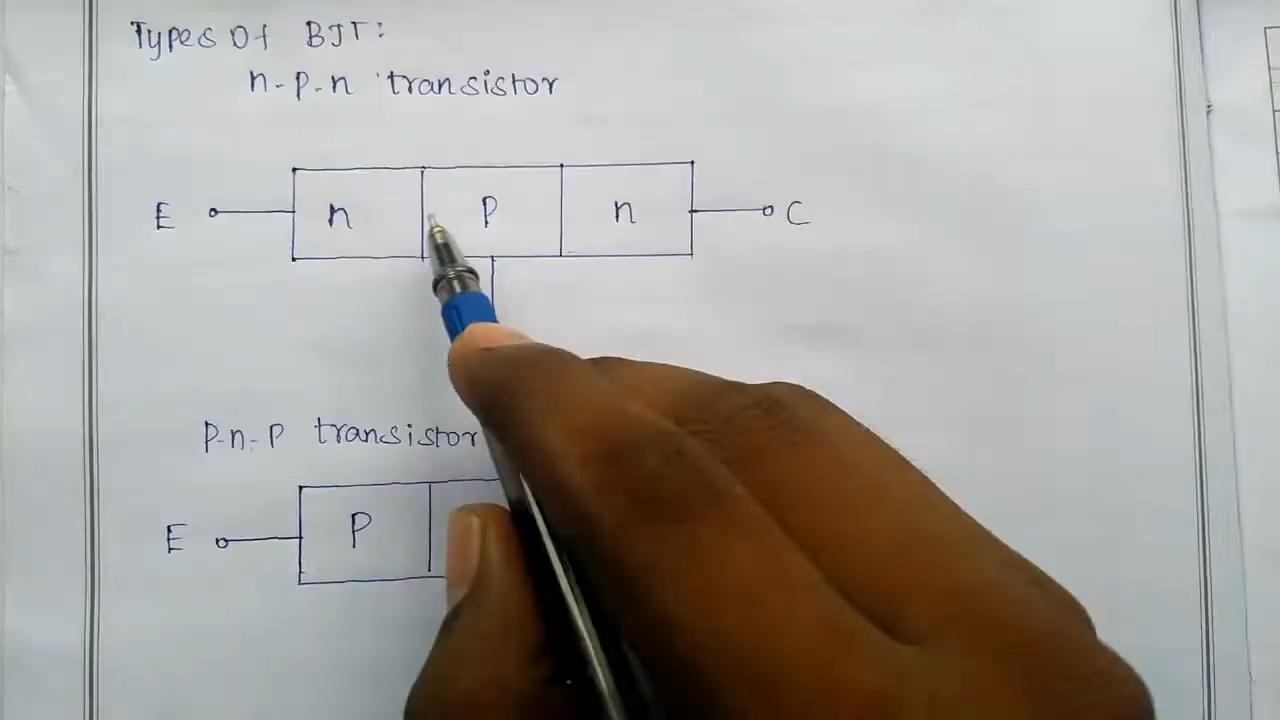 Types Of BJT:
n-p-n transistor
E n P n C
P-n-P transistor
E P